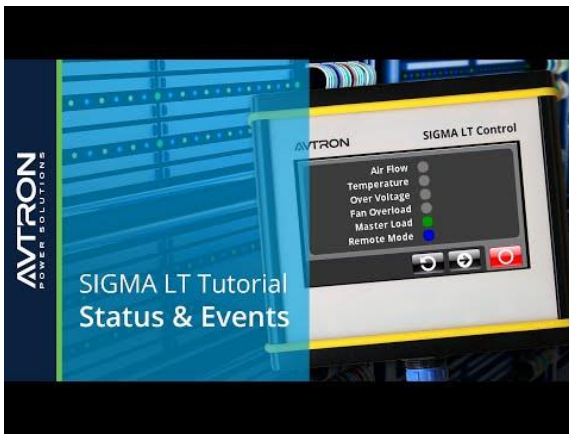 AVTRON
POWER SOLUTIONS
SIGMA LT Tutorial
Status & Events
AVTRON
SIGMA LT Control
Air Flow
Temperature
Over Voltage
Fan Overload
Master Load
Remote Mode